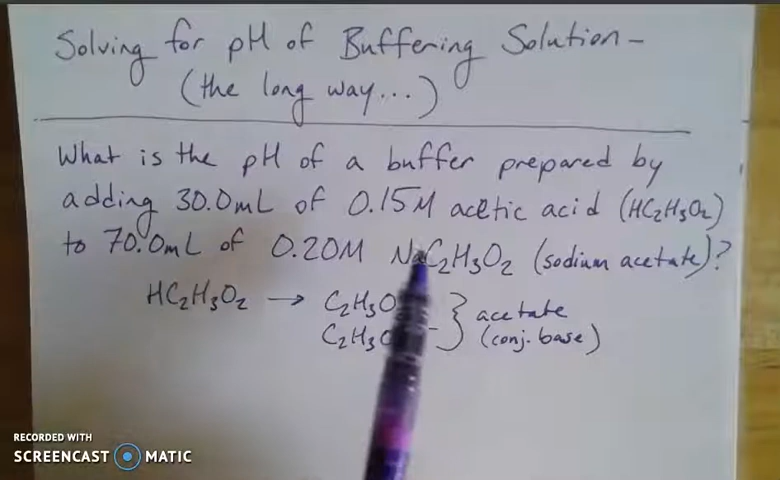 Solving for pH of Buffering Solution-
(the long way...)
What is the pH of a buffer prepared by
adding 30.0mL of 0.15M acetic acid (HC₂H₃O₂)
to 70.0mL of 0.20M NaC₂H₃O₂ (sodium acetate)?
HC₂H₃O₂ → C₂H₃O } acetate
C₂H₃O - (conj. base)
RECORDED WITH
SCREENCAST MATIC